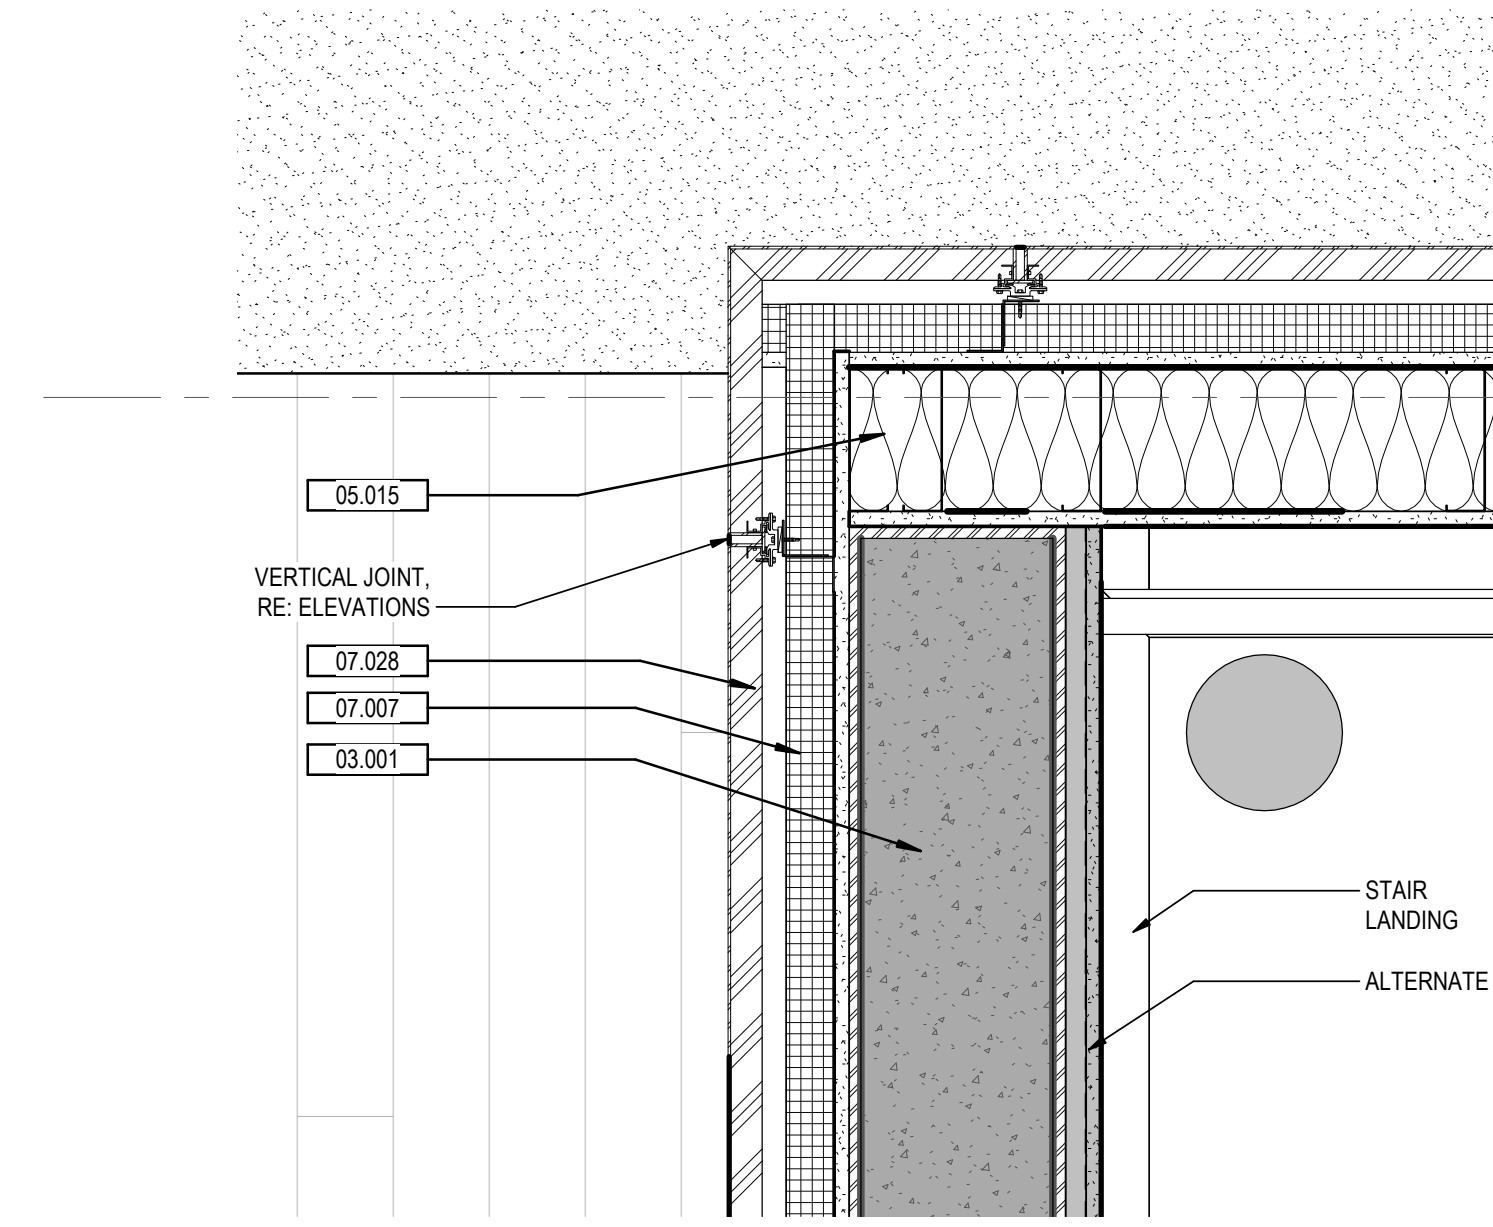 05.015
VERTICAL JOINT,
RE: ELEVATIONS
07.028
07.007
03.001
STAIR
LANDING
ALTERNATE